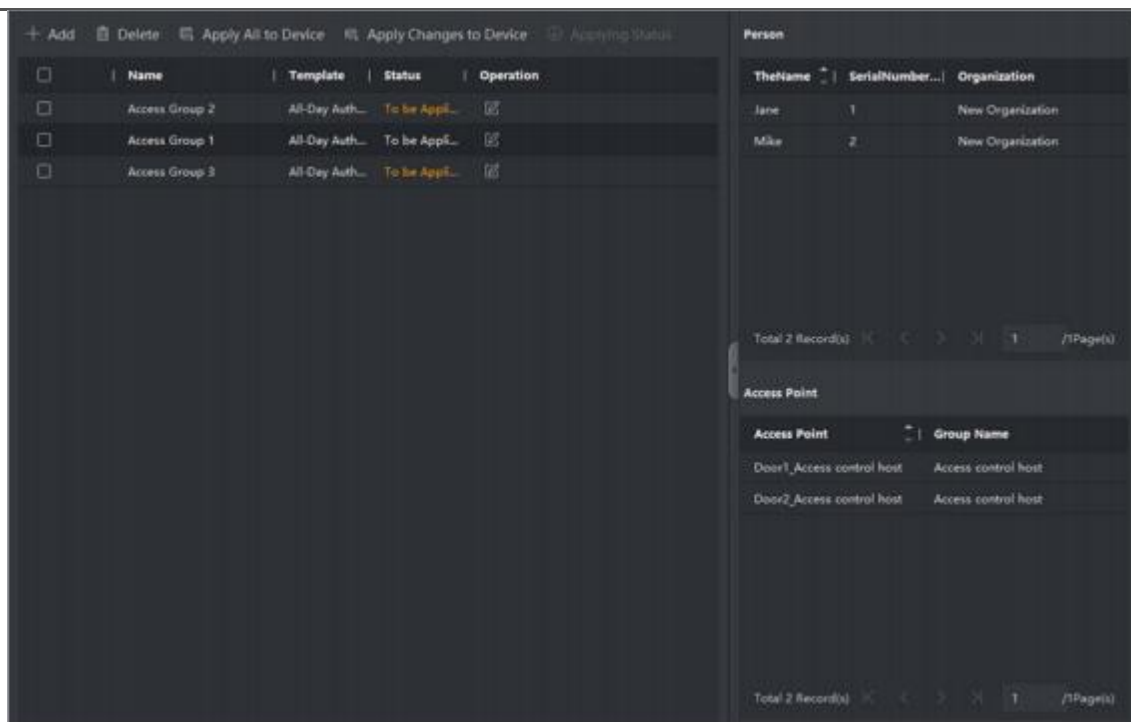 Add Delete Apply All to Device Apply Changes to Device Applying Status
Name Template Status Operation
Access Group 2 All-Day Auth... To be Appli... 
Access Group 1 All-Day Auth... To be Appli...
Access Group 3 All-Day Auth... To be Appli...
Person
TheName SerialNumber... Organization
Jane 1 New Organization
Mike 2 New Organization
Total 2 Record(s) 1 /1Page(s)
Access Point
Access Point Group Name
Door1_Access control host Access control host
Door2_Access control host Access control host
Total 2 Record(s) 1 /1Page(s)